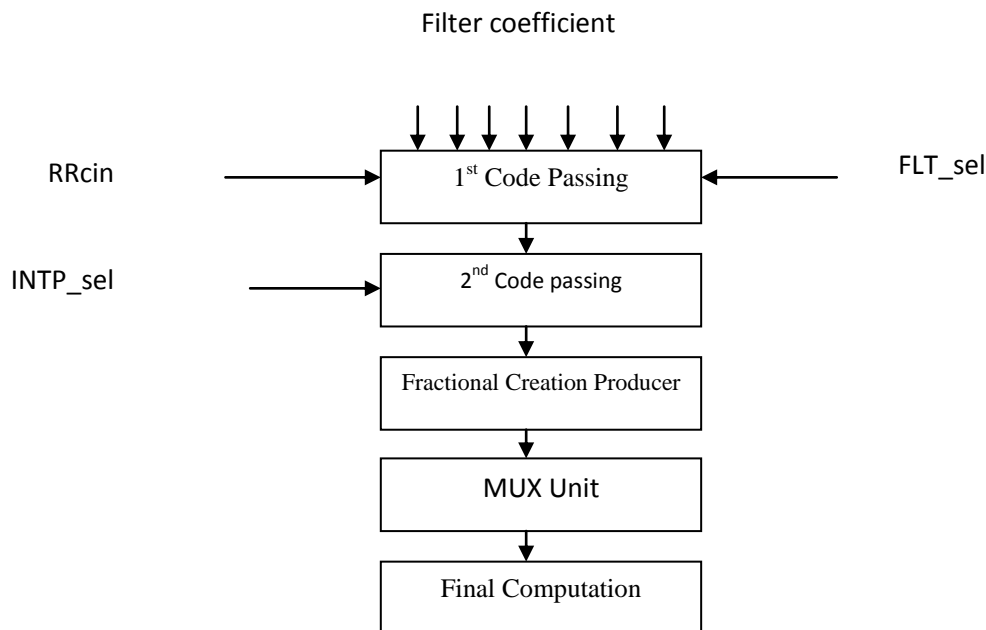 Filter coefficient
RRcin
1st Code Passing
FLT_sel
INTP_sel
2nd Code passing
Fractional Creation Producer
MUX Unit
Final Computation